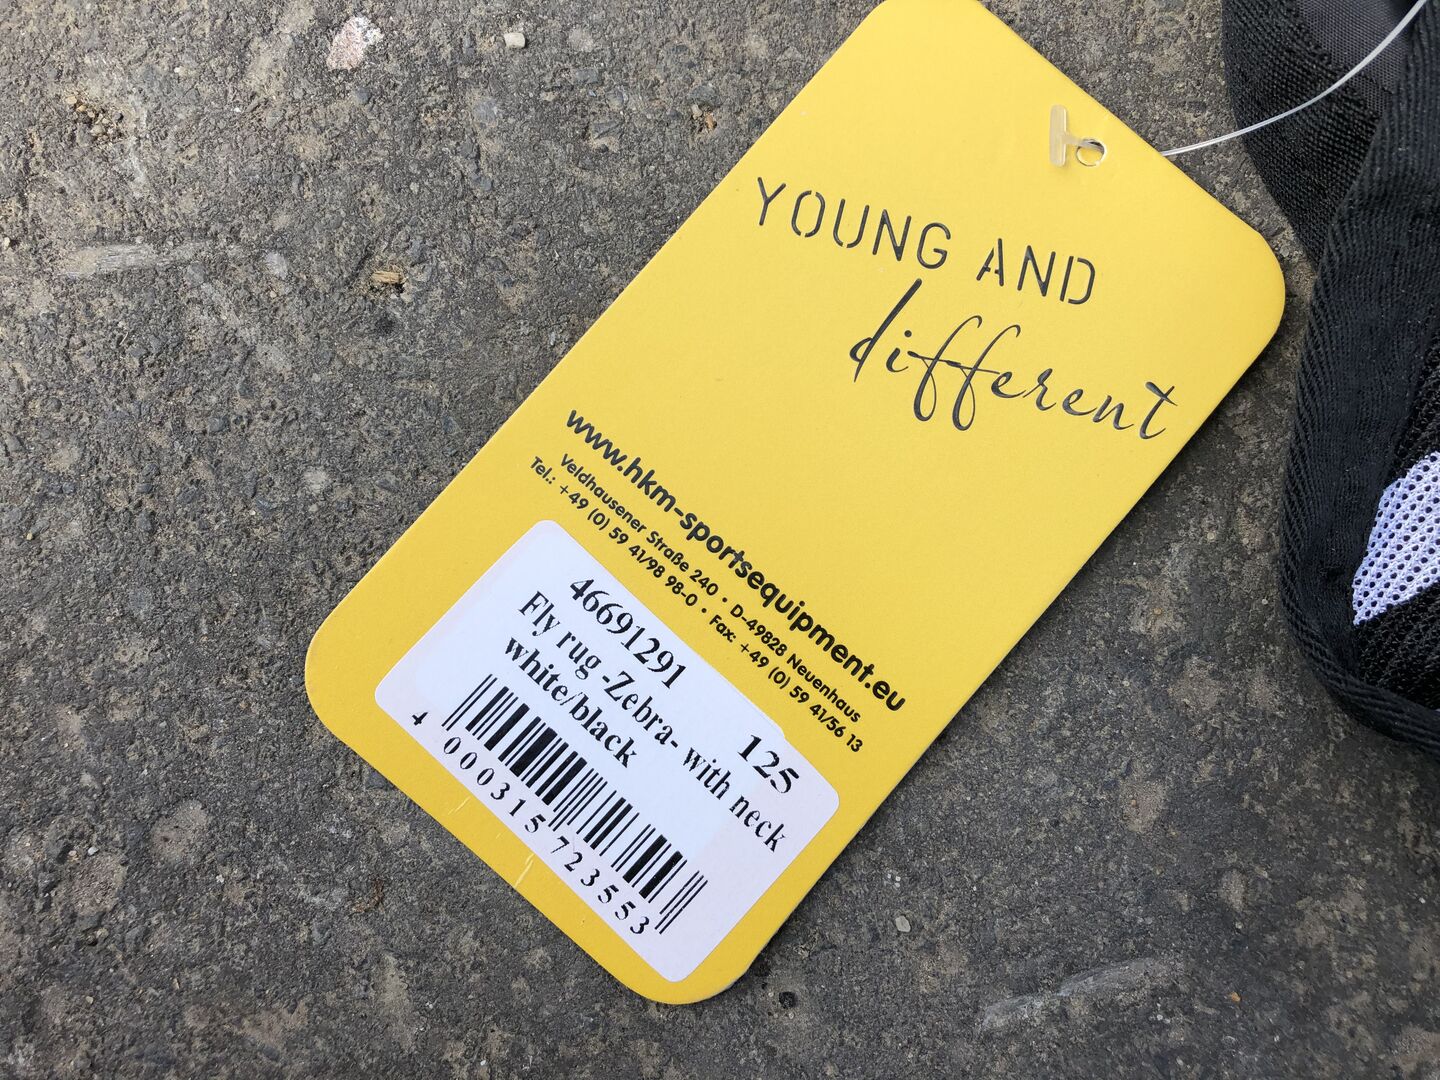 YOUNG AND
different
www.hkm-sportsequipment.eu
Veldhausener Straße 240 • D-49828 Neuenhaus
Tel.: +49 (0) 59 41/98 98-0 • Fax: +49 (0) 59 41/56 13
46691291 125
Fly rug -Zebra- with neck
white/black
4 000315 723553